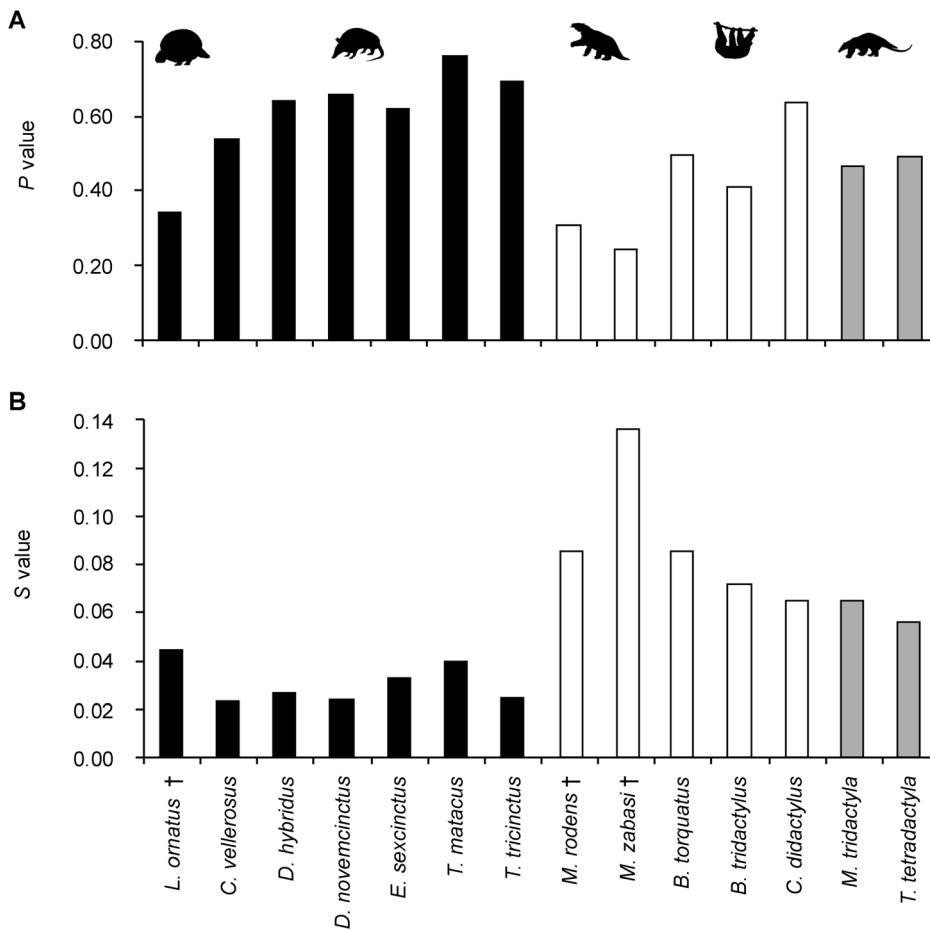 A
0.80
0.60
0.40
0.20
0.00
P value
B
0.14
0.12
0.10
0.08
0.06
0.04
0.02
0.00
S value
L. ornatus †
C. vellerosus
D. hybridus
D. novemcinctus
E. sexcinctus
T. matacus
T. tricinctus
M. rodens †
M. zabasi †
B. torquatus
B. tridactylus
C. didactylus
M. tridactyla
T. tetradactyla